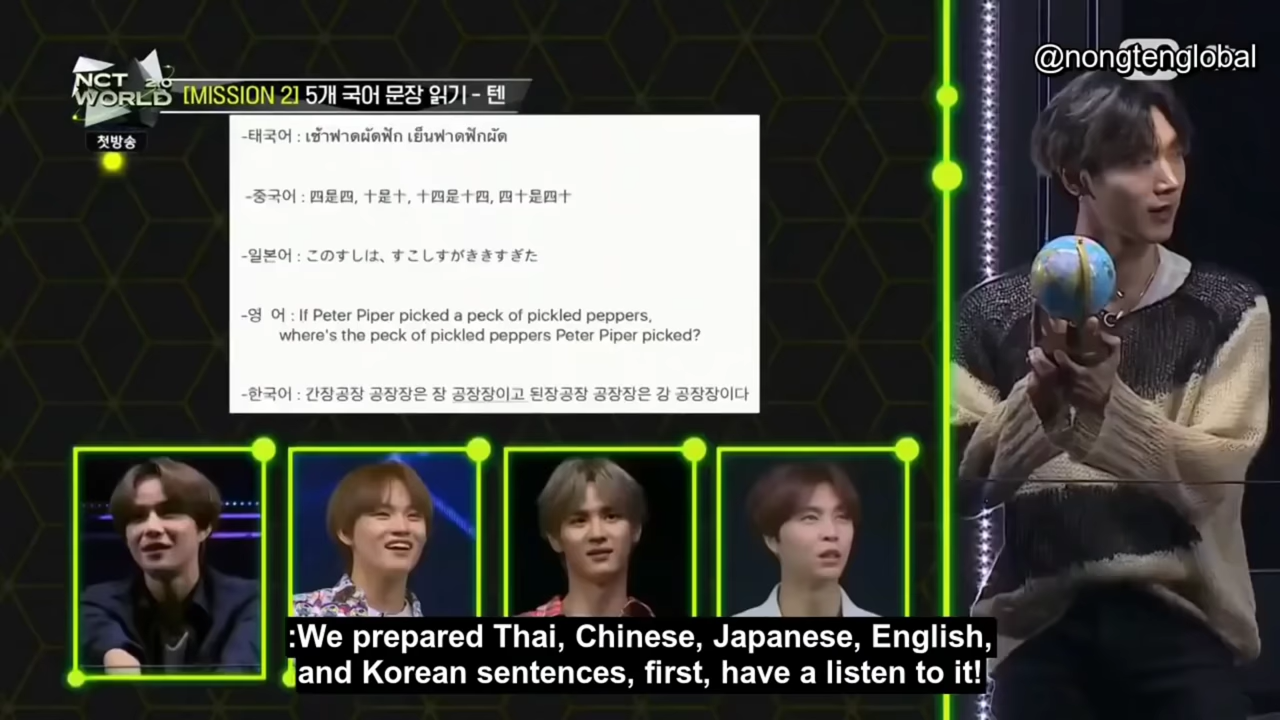 @nongtenglobal
NCT 2.0
WORLD
첫방송
[MISSION 2] 5개 국어 문장 읽기 - 텐
-태국어 : เช้าฟาดผัดฟัก เย็นฟาดฟักผัด
-중국어 : 四是四, 十是十, 十四是十四, 四十是四十
-일본어 : このすしは、すこしすがききすぎた
-영 어 : If Peter Piper picked a peck of pickled peppers,
where's the peck of pickled peppers Peter Piper picked?
-한국어 : 간장공장 공장장은 장 공장장이고 된장공장 공장장은 감 공장장이다
:We prepared Thai, Chinese, Japanese, English,
and Korean sentences, first, have a listen to it!